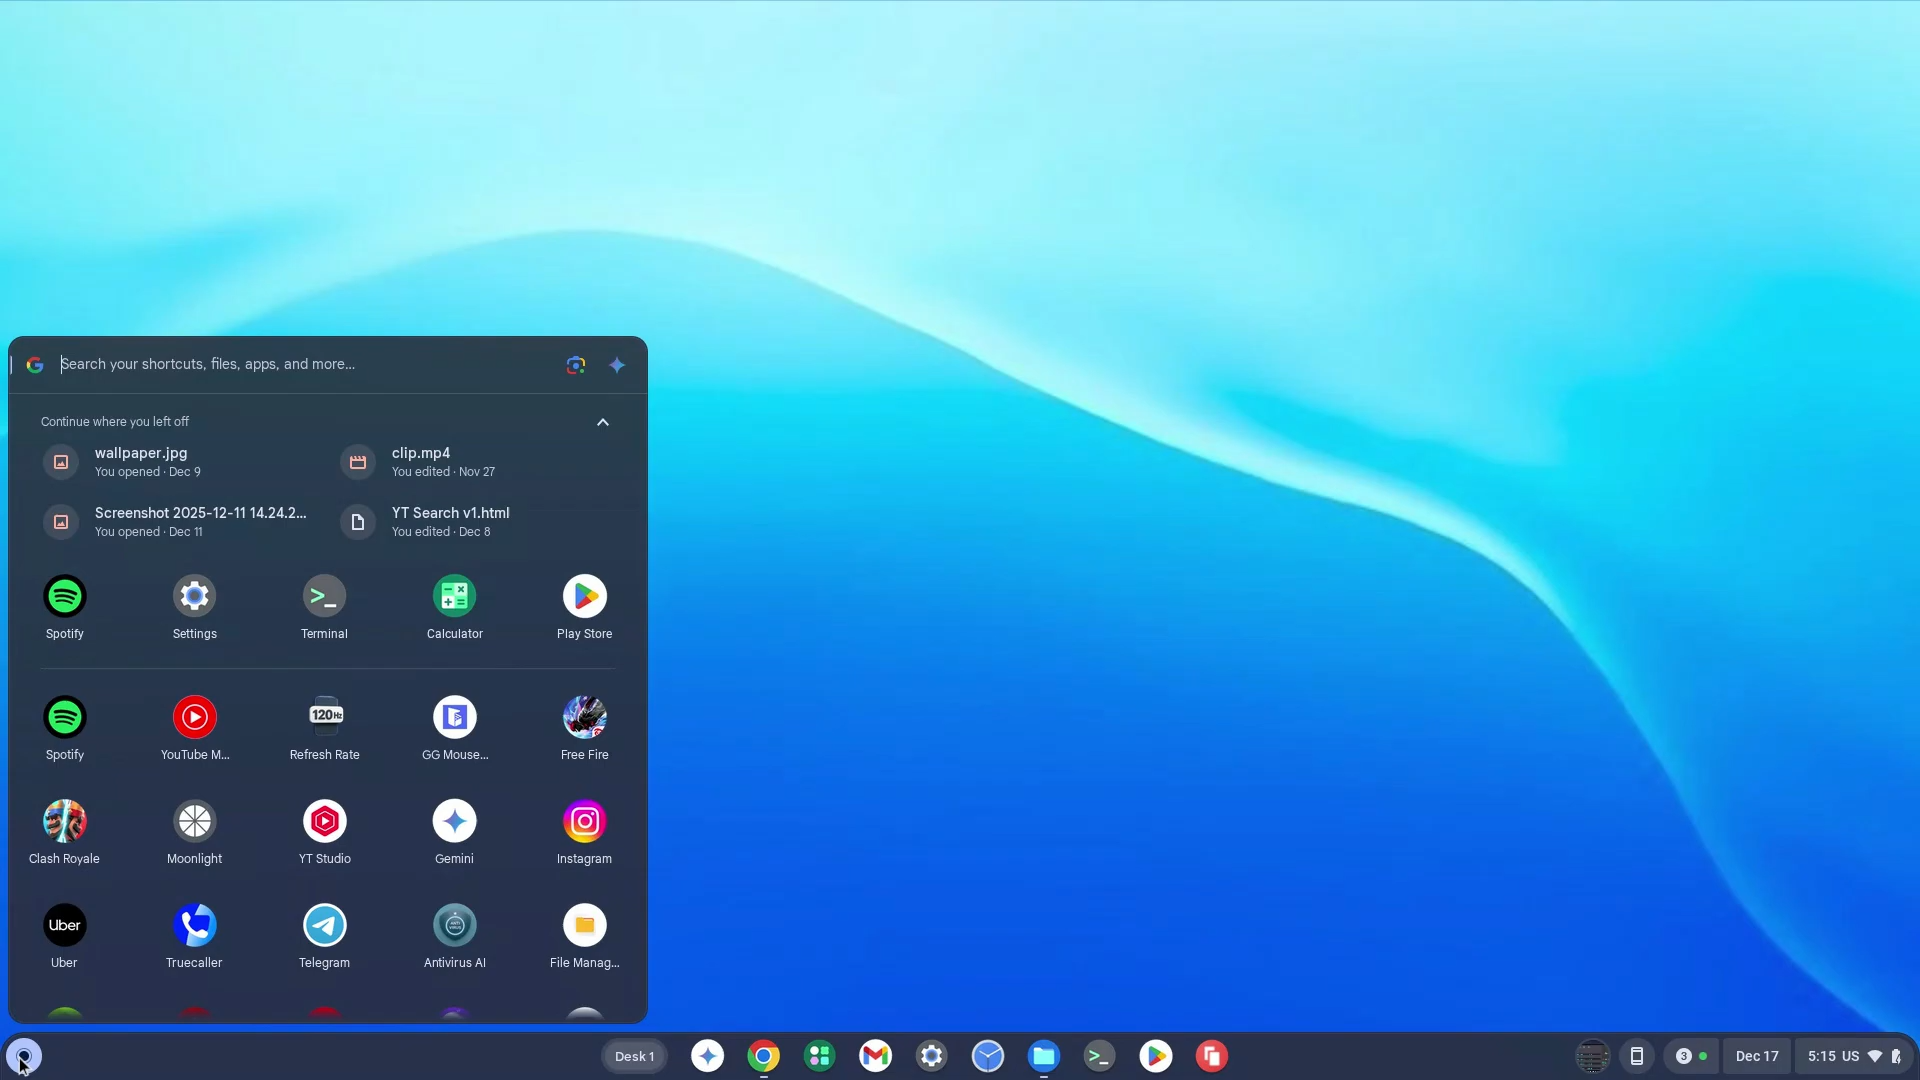 Search your shortcuts, files, apps, and more...
Continue where you left off
wallpaper.jpg
You opened · Dec 9
clip.mp4
You edited · Nov 27
Screenshot 2025-12-11 14.24.2...
You opened · Dec 11
YT Search v1.html
You edited · Dec 8
Spotify
Settings
Terminal
Calculator
Play Store
120Hz
Spotify
YouTube M...
Refresh Rate
GG Mouse...
Free Fire
Clash Royale
Moonlight
YT Studio
Gemini
Instagram
Uber
ANTI VIRUS
Uber
Truecaller
Telegram
Antivirus AI
File Manag...
Desk 1
3
Dec 17
5:15 US